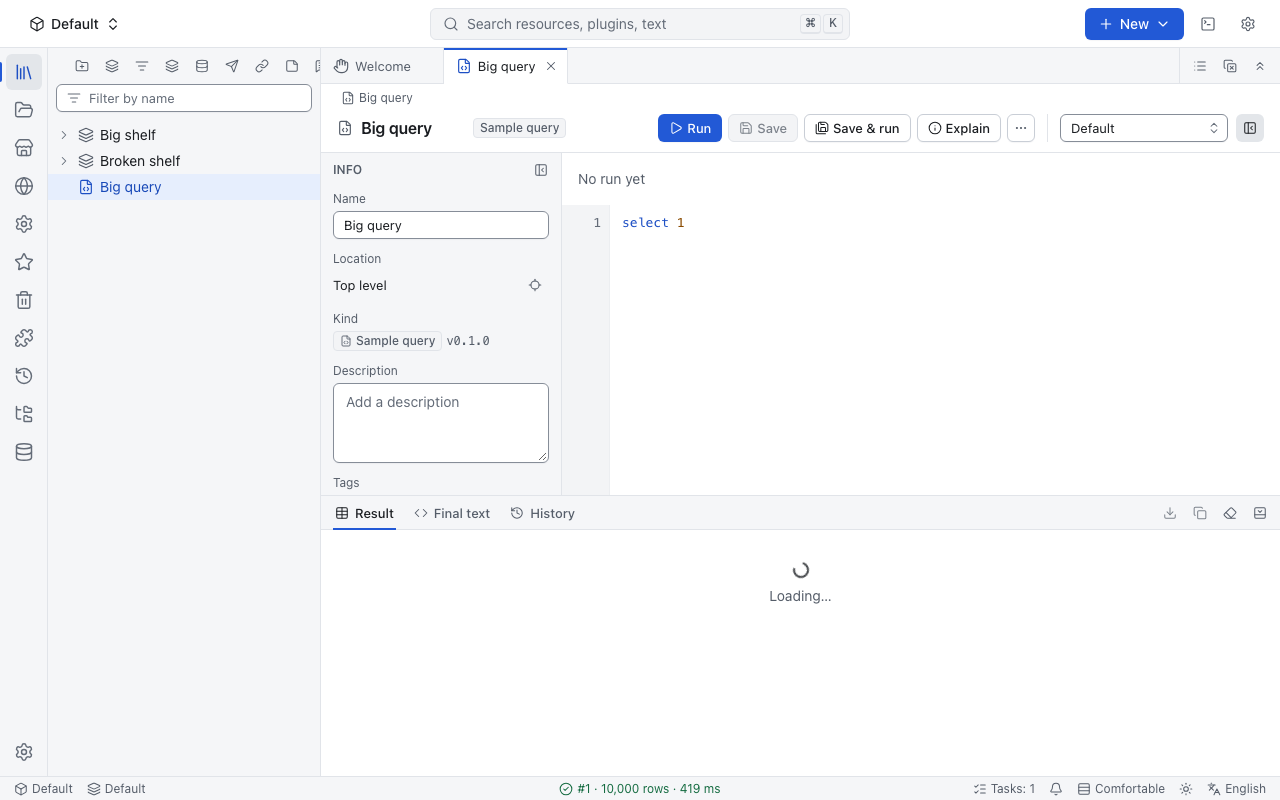 Default
Search resources, plugins, text
⌘ K
New
Welcome
Big query
Filter by name
Big shelf
Broken shelf
Big query
Big query
Big query
Sample query
Run
Save
Save & run
Explain
Default
INFO
Name
Big query
Location
Top level
Kind
Sample query v0.1.0
Description
Add a description
Tags
No run yet
1 select 1
Result
Final text
History
Loading...
Default
Default
#1 · 10,000 rows · 419 ms
Tasks: 1
Comfortable
English